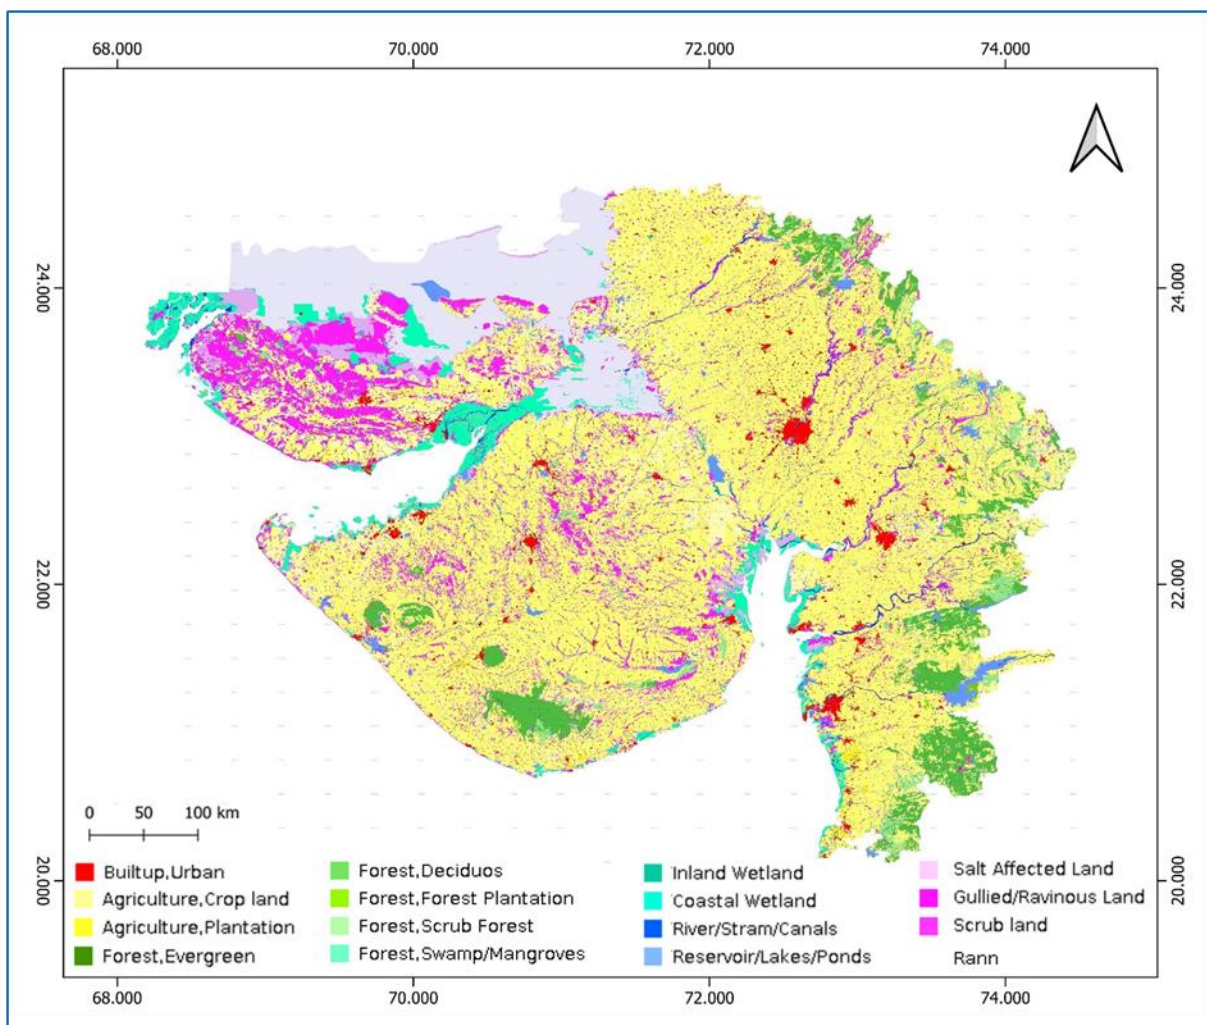 68.000 70.000 72.000 74.000
24.000 24.000
22.000 22.000
20.000 20.000
0 50 100 km
Builtup,Urban
Agriculture,Crop land
Agriculture,Plantation
Forest,Evergreen
Forest,Deciduos
Forest,Forest Plantation
Forest,Scrub Forest
Forest,Swamp/Mangroves
Inland Wetland
Coastal Wetland
River/Stram/Canals
Reservoir/Lakes/Ponds
Salt Affected Land
Gullied/Ravinous Land
Scrub land
Rann
68.000 70.000 72.000 74.000